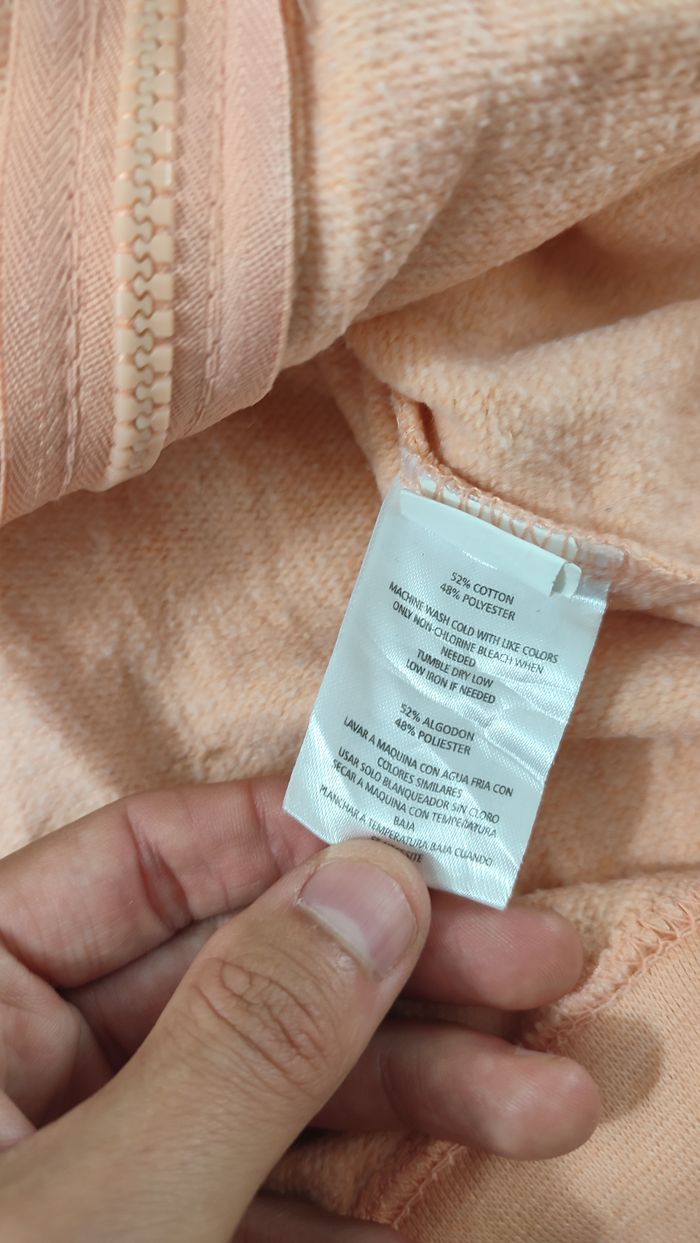 52% COTTON
48% POLYESTER
MACHINE WASH COLD WITH LIKE COLORS
ONLY NON-CHLORINE BLEACH WHEN
NEEDED
TUMBLE DRY LOW
LOW IRON IF NEEDED
52% ALGODON
48% POLIESTER
LAVAR A MAQUINA CON AGUA FRIA CON
COLORES SIMILARES
USAR SOLO BLANQUEADOR SIN CLORO
SECAR A MAQUINA CON TEMPERATURA
BAJA
PLANCHAR A TEMPERATURA BAJA CUANDO